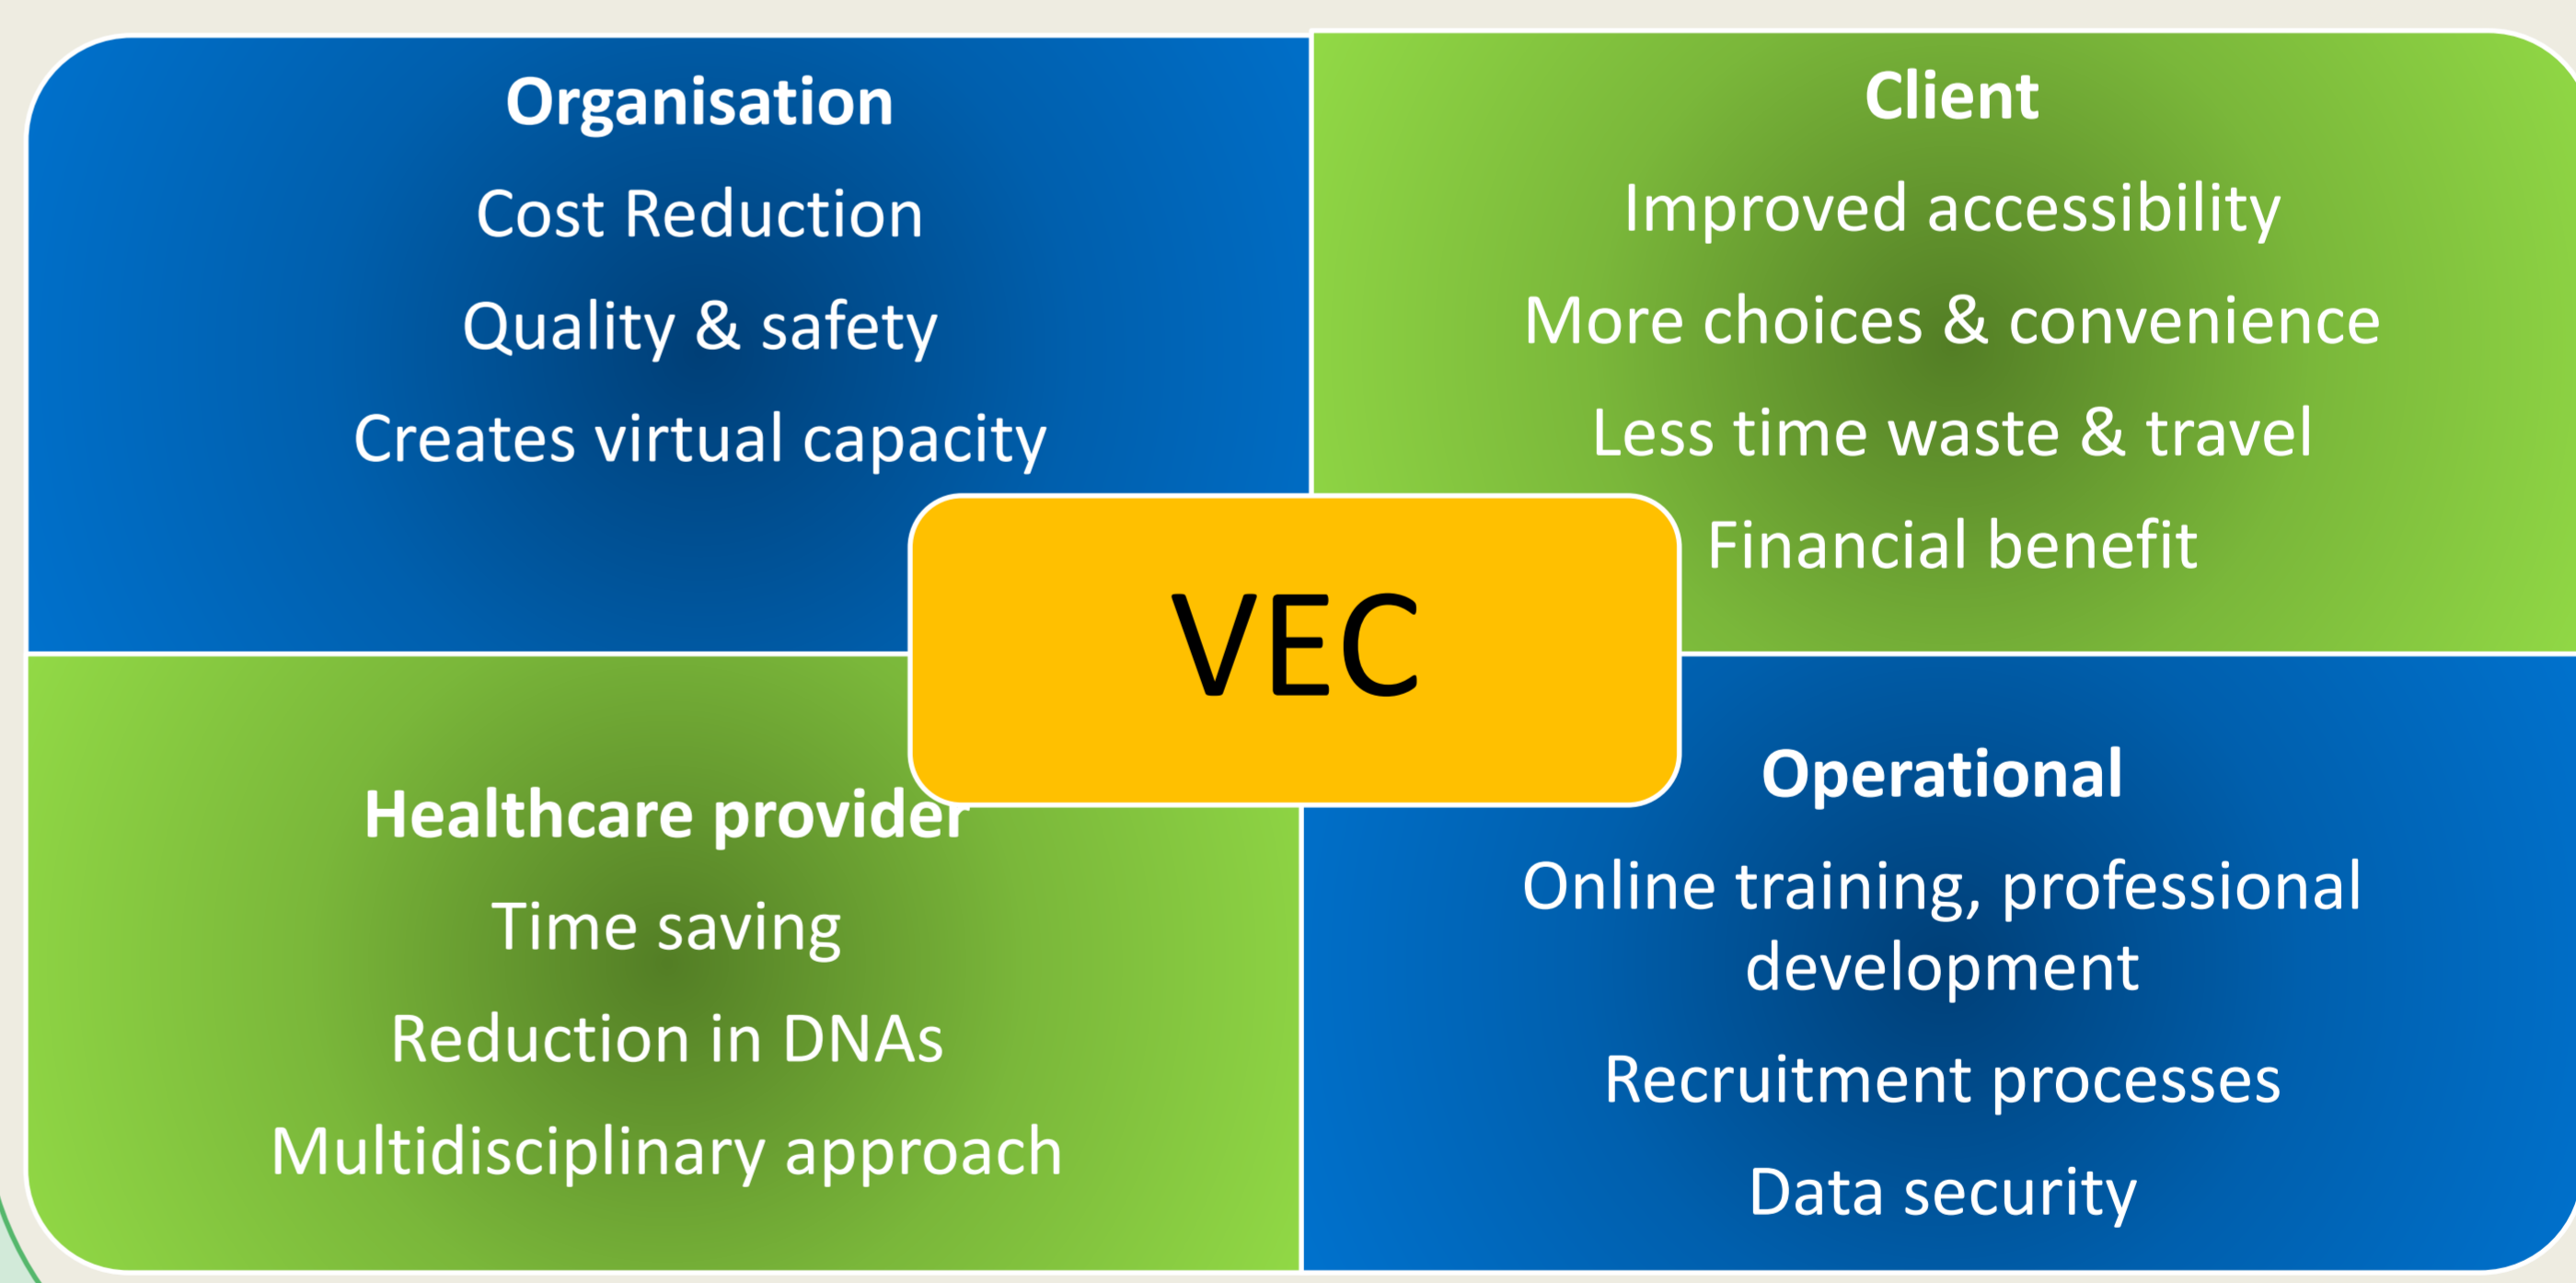 Organisation
Cost Reduction
Quality & safety
Creates virtual capacity
Client
Improved accessibility
More choices & convenience
Less time waste & travel
Financial benefit
VEC
Healthcare provider
Time saving
Reduction in DNAs
Multidisciplinary approach
Operational
Online training, professional
development
Recruitment processes
Data security